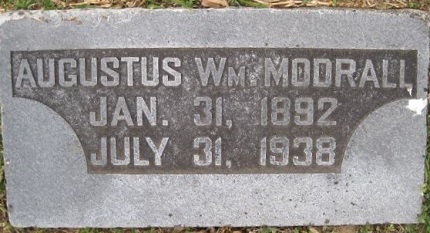 AUGUSTUS WM MODRALL
JAN. 31, 1892
JULY 31, 1938